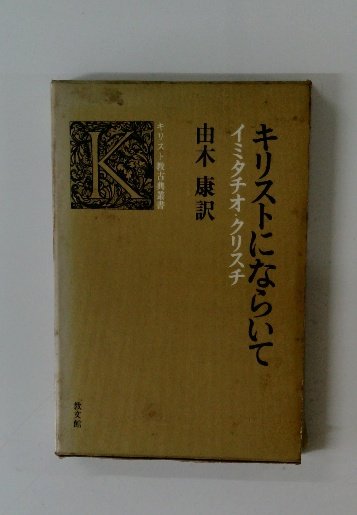 キリストにならいて
イミタチオ・クリスチ
由木 康訳
キリスト教古典叢書
K
教文館